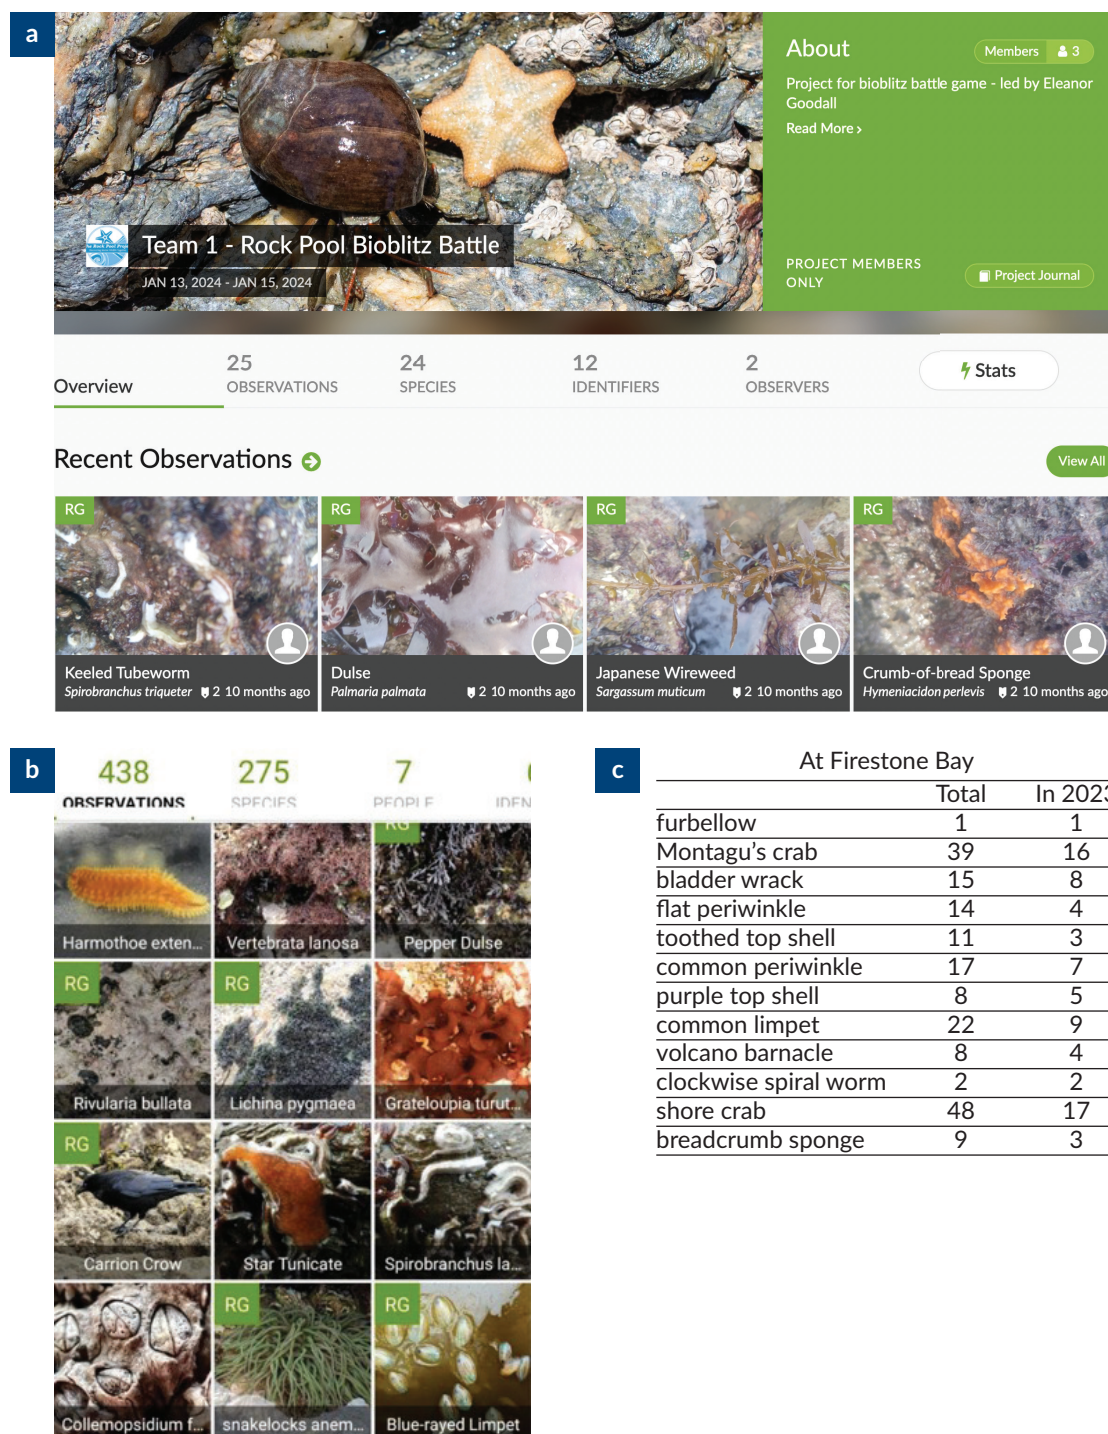 a
About
Members 3
Project for bioblitz battle game - led by Eleanor
Goodall
Read More ›
Team 1 - Rock Pool Bioblitz Battle
JAN 13, 2024 - JAN 15, 2024
PROJECT MEMBERS
ONLY
Project Journal
Overview
25
OBSERVATIONS
24
SPECIES
12
IDENTIFIERS
2
OBSERVERS
Stats
Recent Observations
View All
RG
Keeled Tubeworm
Spirobranchus triqueter 2 10 months ago
RG
Dulse
Palmaria palmata 2 10 months ago
RG
Japanese Wireweed
Sargassum muticum 2 10 months ago
RG
Crumb-of-bread Sponge
Hymeniacidon perlevis 2 10 months ago
b
438 275 7
OBSERVATIONS SPECIES PEOPLE IDEN
Harmothoe exten...
Vertebrata lanosa
RG
Pepper Dulse
RG
Rivularia bullata
RG
Lichina pygmaea
Grateloupia turut...
RG
Carrion Crow
Star Tunicate
Spirobranchus la...
Collemopsidium f...
RG
snakelocks anem...
RG
Blue-rayed Limpet
c
At Firestone Bay
Total In 2023
furbellow 1 1
Montagu's crab 39 16
bladder wrack 15 8
flat periwinkle 14 4
toothed top shell 11 3
common periwinkle 17 7
purple top shell 8 5
common limpet 22 9
volcano barnacle 8 4
clockwise spiral worm 2 2
shore crab 48 17
breadcrumb sponge 9 3